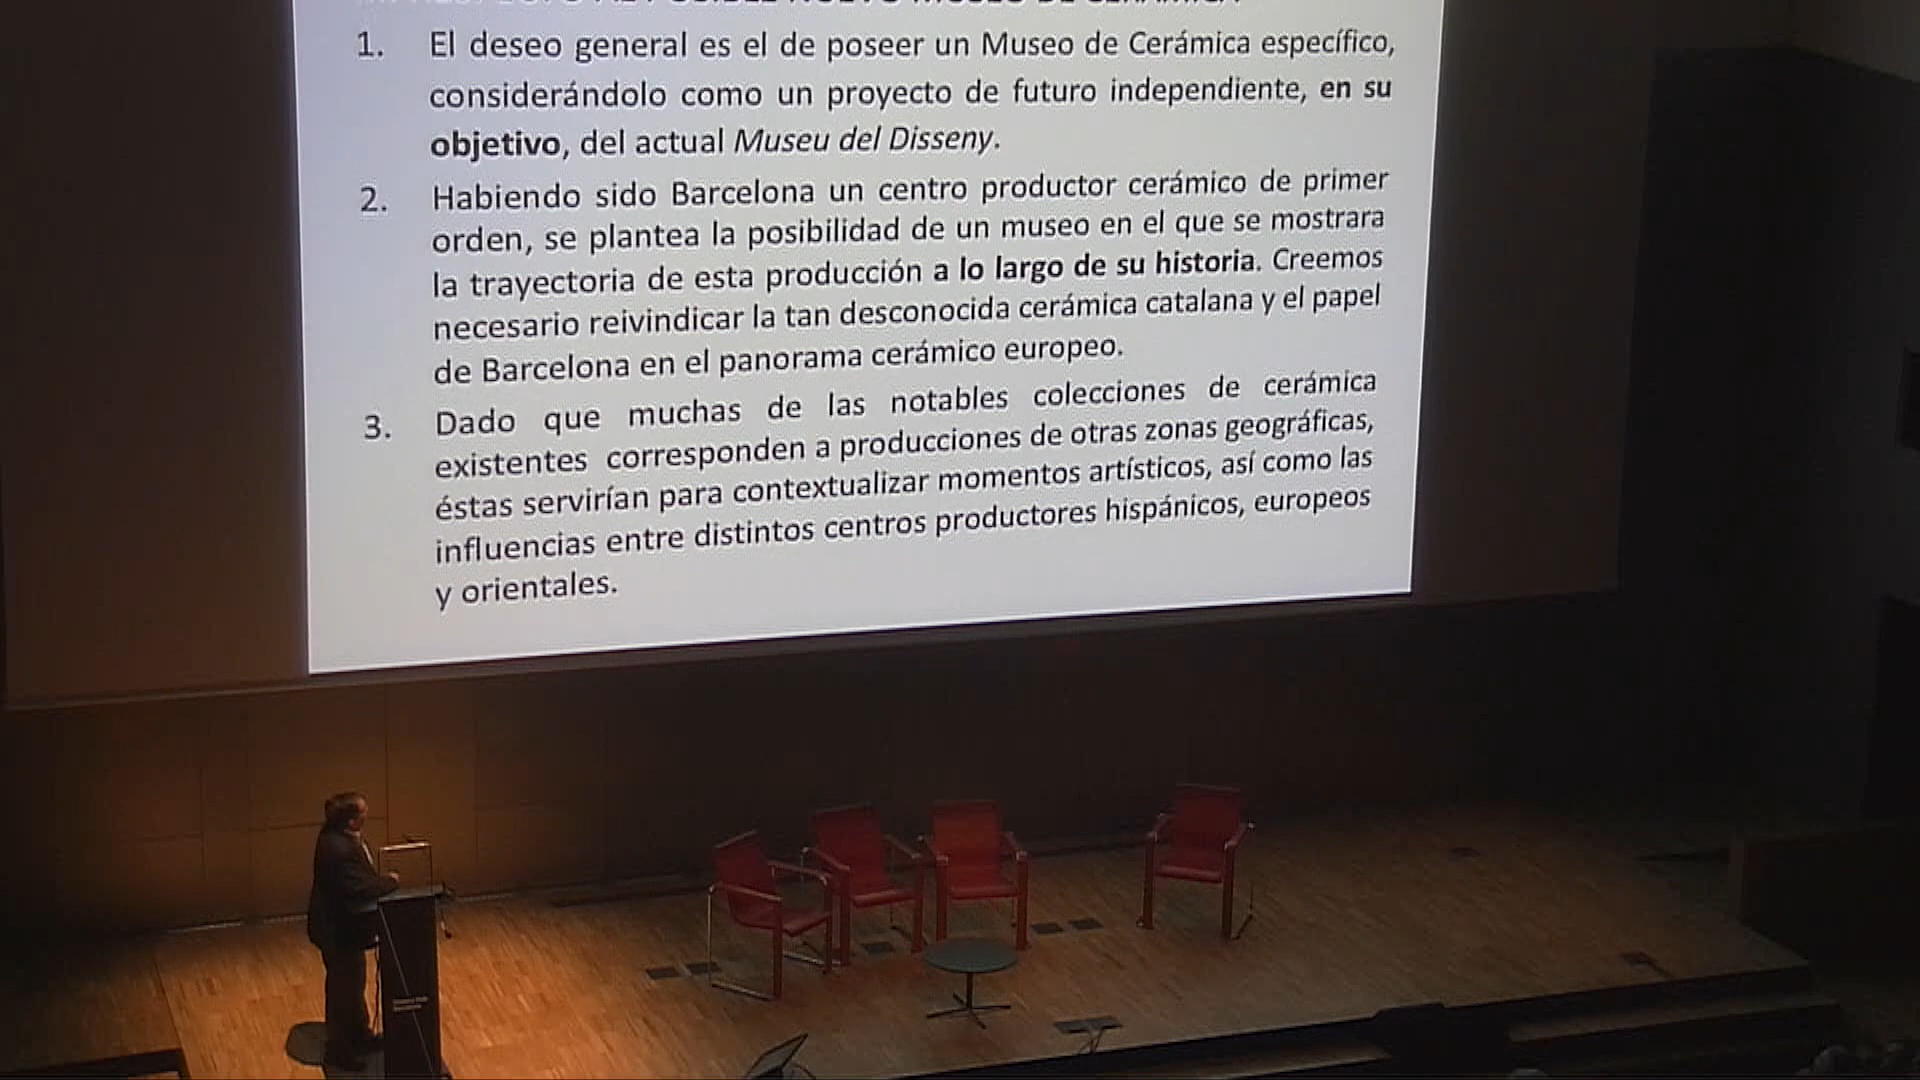 1. El deseo general es el de poseer un Museo de Cerámica específico,
considerándolo como un proyecto de futuro independiente, en su
objetivo, del actual Museu del Disseny.
2. Habiendo sido Barcelona un centro productor cerámico de primer
orden, se plantea la posibilidad de un museo en el que se mostrara
la trayectoria de esta producción a lo largo de su historia. Creemos
necesario reivindicar la tan desconocida cerámica catalana y el papel
de Barcelona en el panorama cerámico europeo.
3. Dado que muchas de las notables colecciones de cerámica
existentes corresponden a producciones de otras zonas geográficas,
éstas servirían para contextualizar momentos artísticos, así como las
influencias entre distintos centros productores hispánicos, europeos
y orientales.